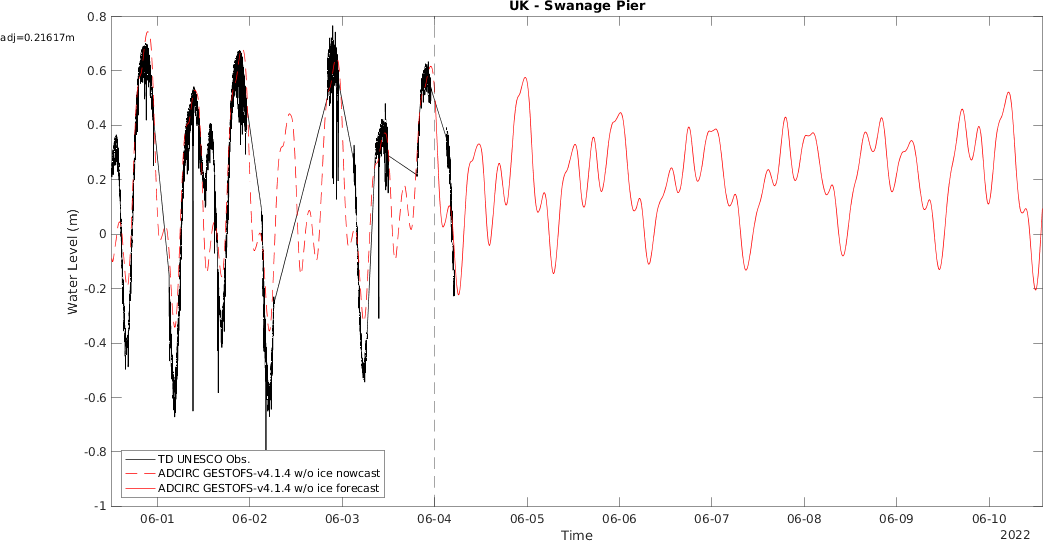 UK - Swanage Pier
adj=0.21617m
0.8
0.6
0.4
0.2
0
-0.2
-0.4
-0.6
-0.8
-1
Water Level (m)
TD UNESCO Obs.
ADCIRC GESTOFS-v4.1.4 w/o ice nowcast
ADCIRC GESTOFS-v4.1.4 w/o ice forecast
06-01 06-02 06-03 06-04 06-05 06-06 06-07 06-08 06-09 06-10
Time
2022